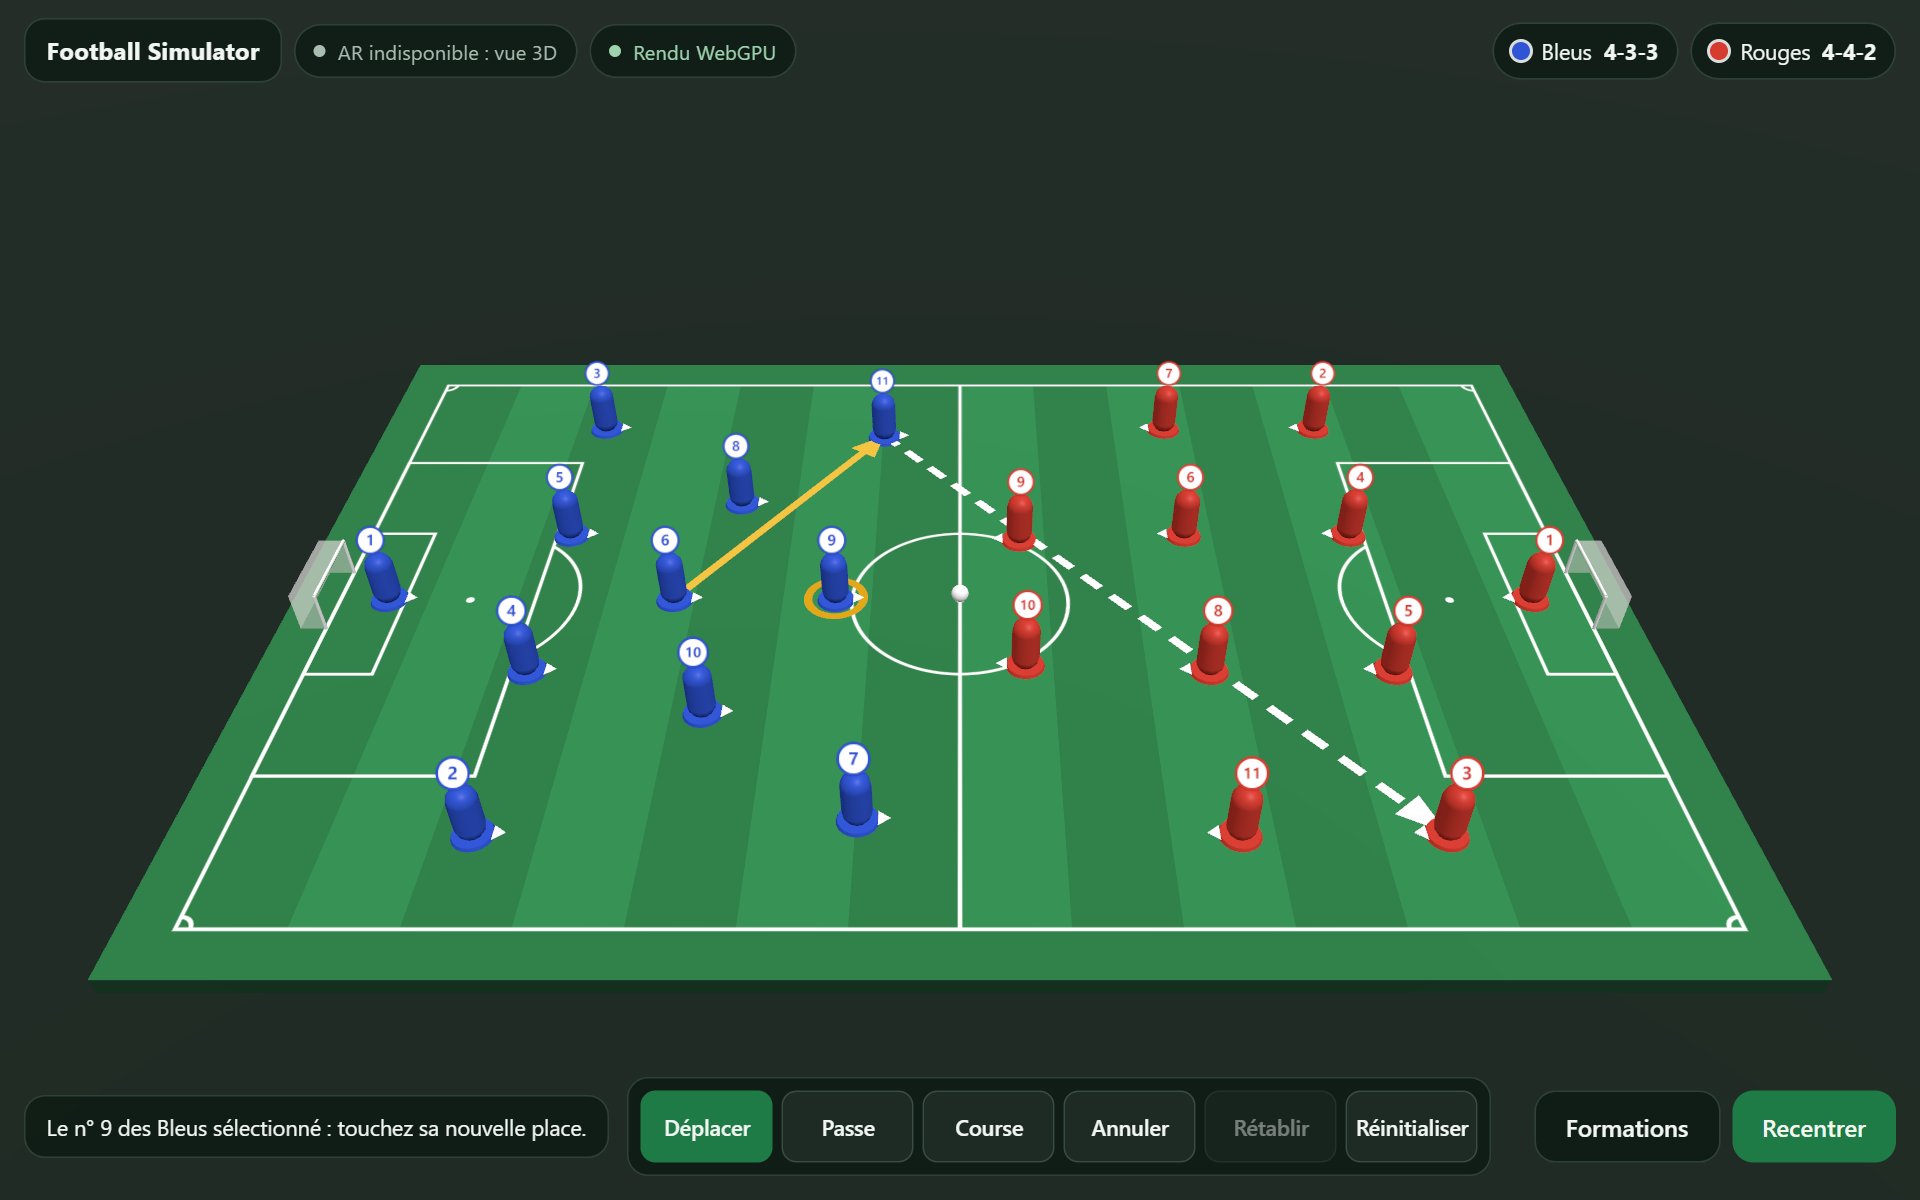 Football Simulator
AR indisponible : vue 3D
Rendu WebGPU
Bleus 4-3-3
Rouges 4-4-2
3
11
7
2
8
5
9
6
4
1
6
9
1
4
10
8
5
10
7
2
11
3
Le n° 9 des Bleus sélectionné : touchez sa nouvelle place.
Déplacer
Passe
Course
Annuler
Rétablir
Réinitialiser
Formations
Recentrer